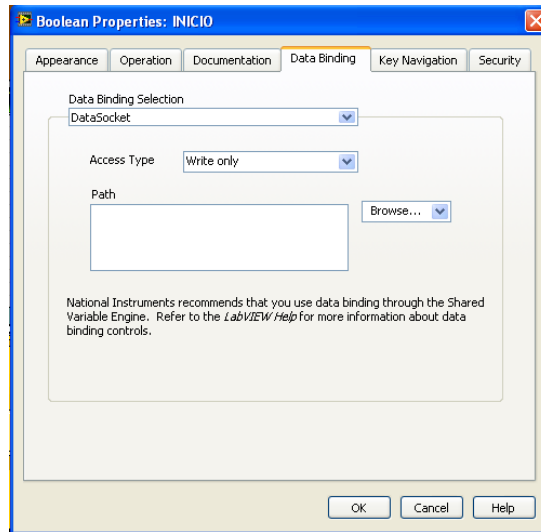 Boolean Properties: INICIO
Appearance Operation Documentation Data Binding Key Navigation Security
Data Binding Selection
DataSocket
Access Type Write only
Path
Browse...
National Instruments recommends that you use data binding through the Shared
Variable Engine. Refer to the LabVIEW Help for more information about data
binding controls.
OK Cancel Help